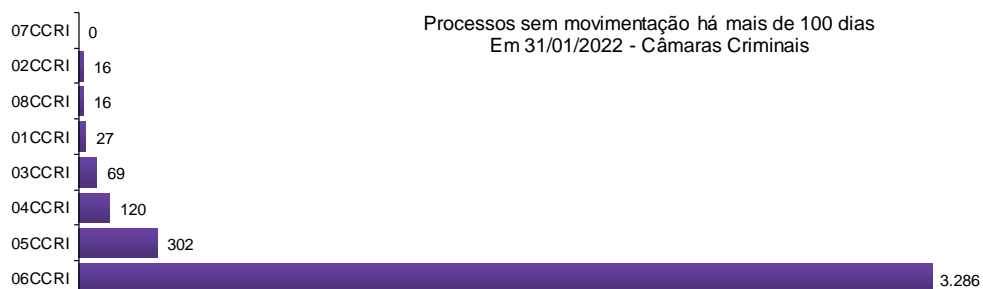 Processos sem movimentação há mais de 100 dias
Em 31/01/2022 - Câmaras Criminais
07CCRI 0
02CCRI 16
08CCRI 16
01CCRI 27
03CCRI 69
04CCRI 120
05CCRI 302
06CCRI 3.286